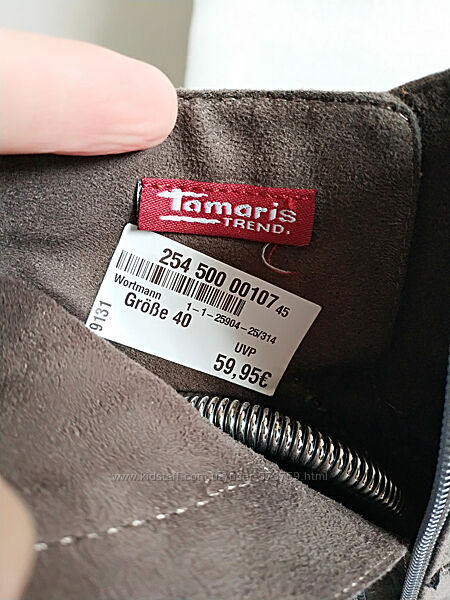 Tamaris
TREND.
254 500 00107 45
Wortmann
1-1-25904-25/314
Größe 40
9131
UVP
59,95€